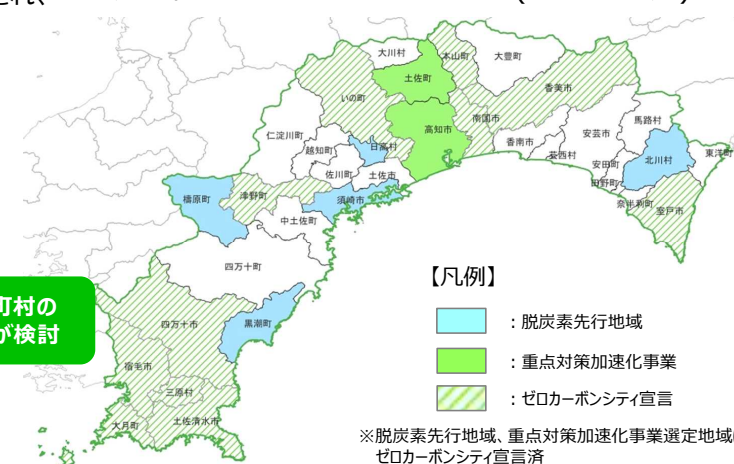 大川村
本山町
大豊町
土佐町
いの町
香美市
南国市
高知市
仁淀川町
日高村
越知町
馬路村
安芸市
香南市
芸西村
安田町
北川村
東洋町
佐川町
土佐市
田野町
梼原町
津野町
須崎市
奈半利町
室戸市
中土佐町
四万十町
【凡例】
町村の
が検討
四万十市
黒潮町
:脱炭素先行地域
宿毛市
:重点対策加速化事業
三原村
:ゼロカーボンシティ宣言
大月町
土佐清水市
※脱炭素先行地域、重点対策加速化事業選定地域
ゼロカーボンシティ宣言済